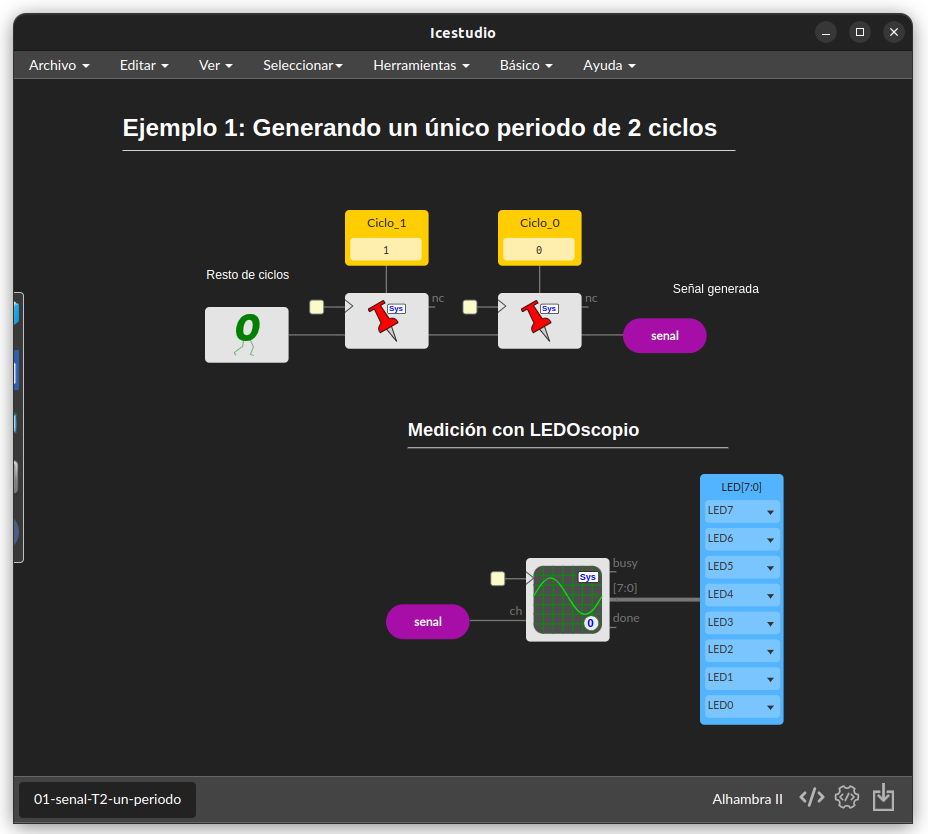 Icestudio
Archivo Editar Ver Seleccionar Herramientas Básico Ayuda
Ejemplo 1: Generando un único periodo de 2 ciclos
Ciclo_1
1
Ciclo_0
0
Resto de ciclos
0
Sys
nc
Sys
nc
Señal generada
senal
Medición con LEDOscopio
senal
ch
Sys
0
busy
[7:0]
done
LED[7:0]
LED7
LED6
LED5
LED4
LED3
LED2
LED1
LED0
01-senal-T2-un-periodo
Alhambra II